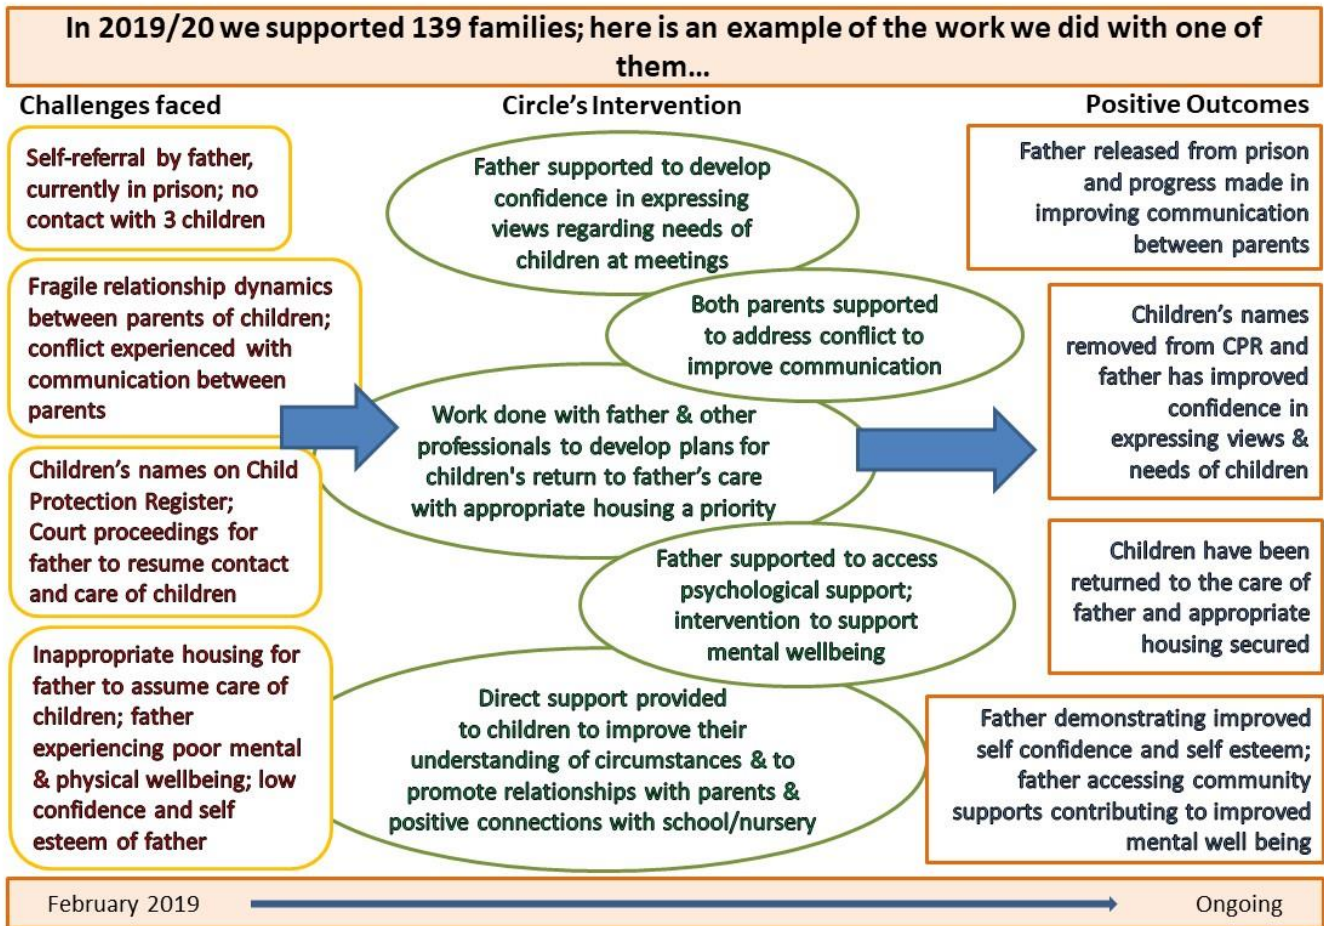 In 2019/20 we supported 139 families; here is an example of the work we did with one of
them...
Challenges faced
Self-referral by father,
currently in prison; no
contact with 3 children
Fragile relationship dynamics
between parents of children;
conflict experienced with
communication between
parents
Children's names on Child
Protection Register;
Court proceedings for
father to resume contact
and care of children
Inappropriate housing for
father to assume care of
children; father
experiencing poor mental
& physical wellbeing; low
confidence and self
esteem of father
Circle's Intervention
Father supported to develop
confidence in expressing
views regarding needs of
children at meetings
Both parents supported
to address conflict to
improve communication
Work done with father & other
professionals to develop plans for
children's return to father's care
with appropriate housing a priority
Father supported to access
psychological support;
intervention to support
mental wellbeing
Direct support provided
to children to improve their
understanding of circumstances & to
promote relationships with parents &
positive connections with school/nursery
Positive Outcomes
Father released from prison
and progress made in
improving communication
between parents
Children's names
removed from CPR and
father has improved
confidence in
expressing views &
needs of children
Children have been
returned to the care of
father and appropriate
housing secured
Father demonstrating improved
self confidence and self esteem;
father accessing community
supports contributing to improved
mental well being
February 2019
Ongoing